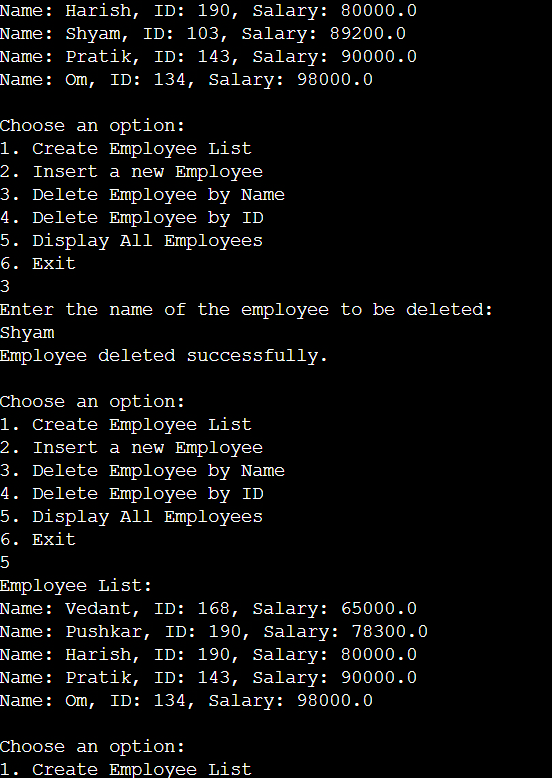 Name: Harish, ID: 190, Salary: 80000.0
Name: Shyam, ID: 103, Salary: 89200.0
Name: Pratik, ID: 143, Salary: 90000.0
Name: Om, ID: 134, Salary: 98000.0

Choose an option:
1. Create Employee List
2. Insert a new Employee
3. Delete Employee by Name
4. Delete Employee by ID
5. Display All Employees
6. Exit
3
Enter the name of the employee to be deleted:
Shyam
Employee deleted successfully.

Choose an option:
1. Create Employee List
2. Insert a new Employee
3. Delete Employee by Name
4. Delete Employee by ID
5. Display All Employees
6. Exit
5
Employee List:
Name: Vedant, ID: 168, Salary: 65000.0
Name: Pushkar, ID: 190, Salary: 78300.0
Name: Harish, ID: 190, Salary: 80000.0
Name: Pratik, ID: 143, Salary: 90000.0
Name: Om, ID: 134, Salary: 98000.0

Choose an option:
1. Create Employee List